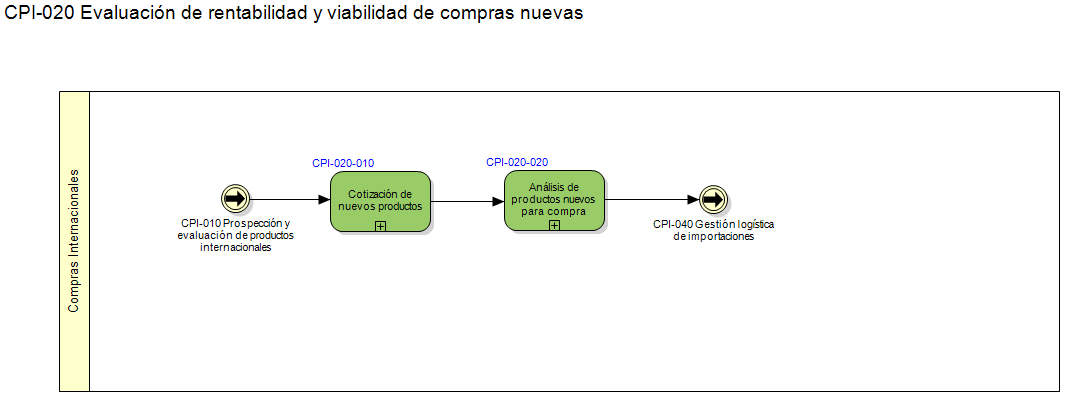 CPI-020 Evaluación de rentabilidad y viabilidad de compras nuevas
Compras Internacionales
CPI-010 Prospección y
evaluación de productos
internacionales
CPI-020-010
Cotización de
nuevos productos
CPI-020-020
Análisis de
productos nuevos
para compra
CPI-040 Gestión logística
de importaciones